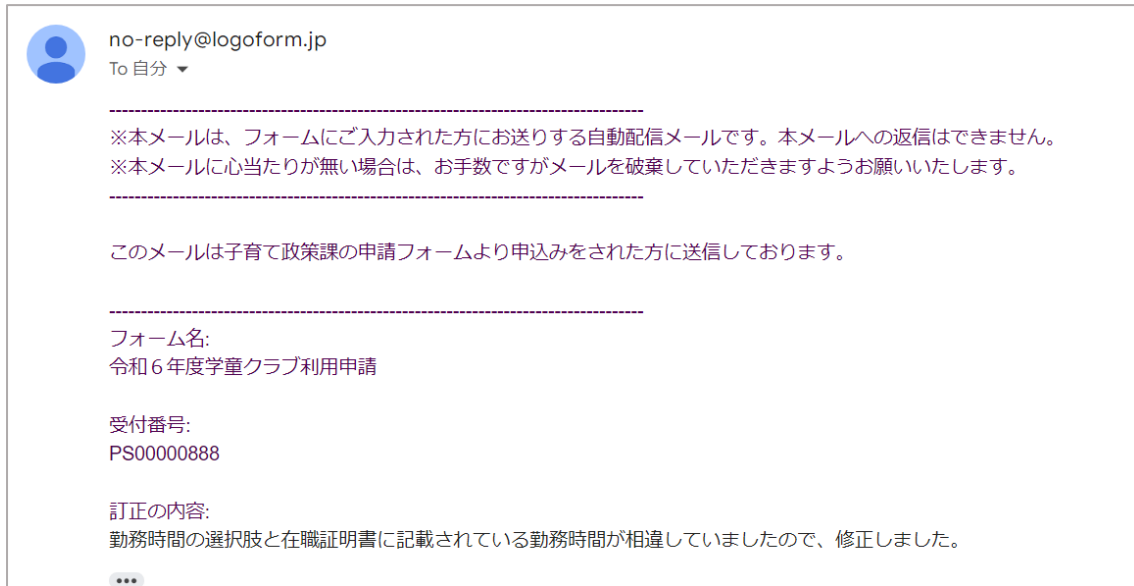 no-reply@logoform.jp
To 自分
--------------------------------------------------------------------------------------
※本メールは、フォームにご入力された方にお送りする自動配信メールです。本メールへの返信はできません。
※本メールに心当たりが無い場合は、お手数ですがメールを破棄していただきますようお願いいたします。
--------------------------------------------------------------------------------------
このメールは子育て政策課の申請フォームより申込みをされた方に送信しております。
--------------------------------------------------------------------------------------
フォーム名:
令和６年度学童クラブ利用申請
受付番号:
PS00000888
訂正の内容:
勤務時間の選択肢と在職証明書に記載されている勤務時間が相違していましたので、修正しました。